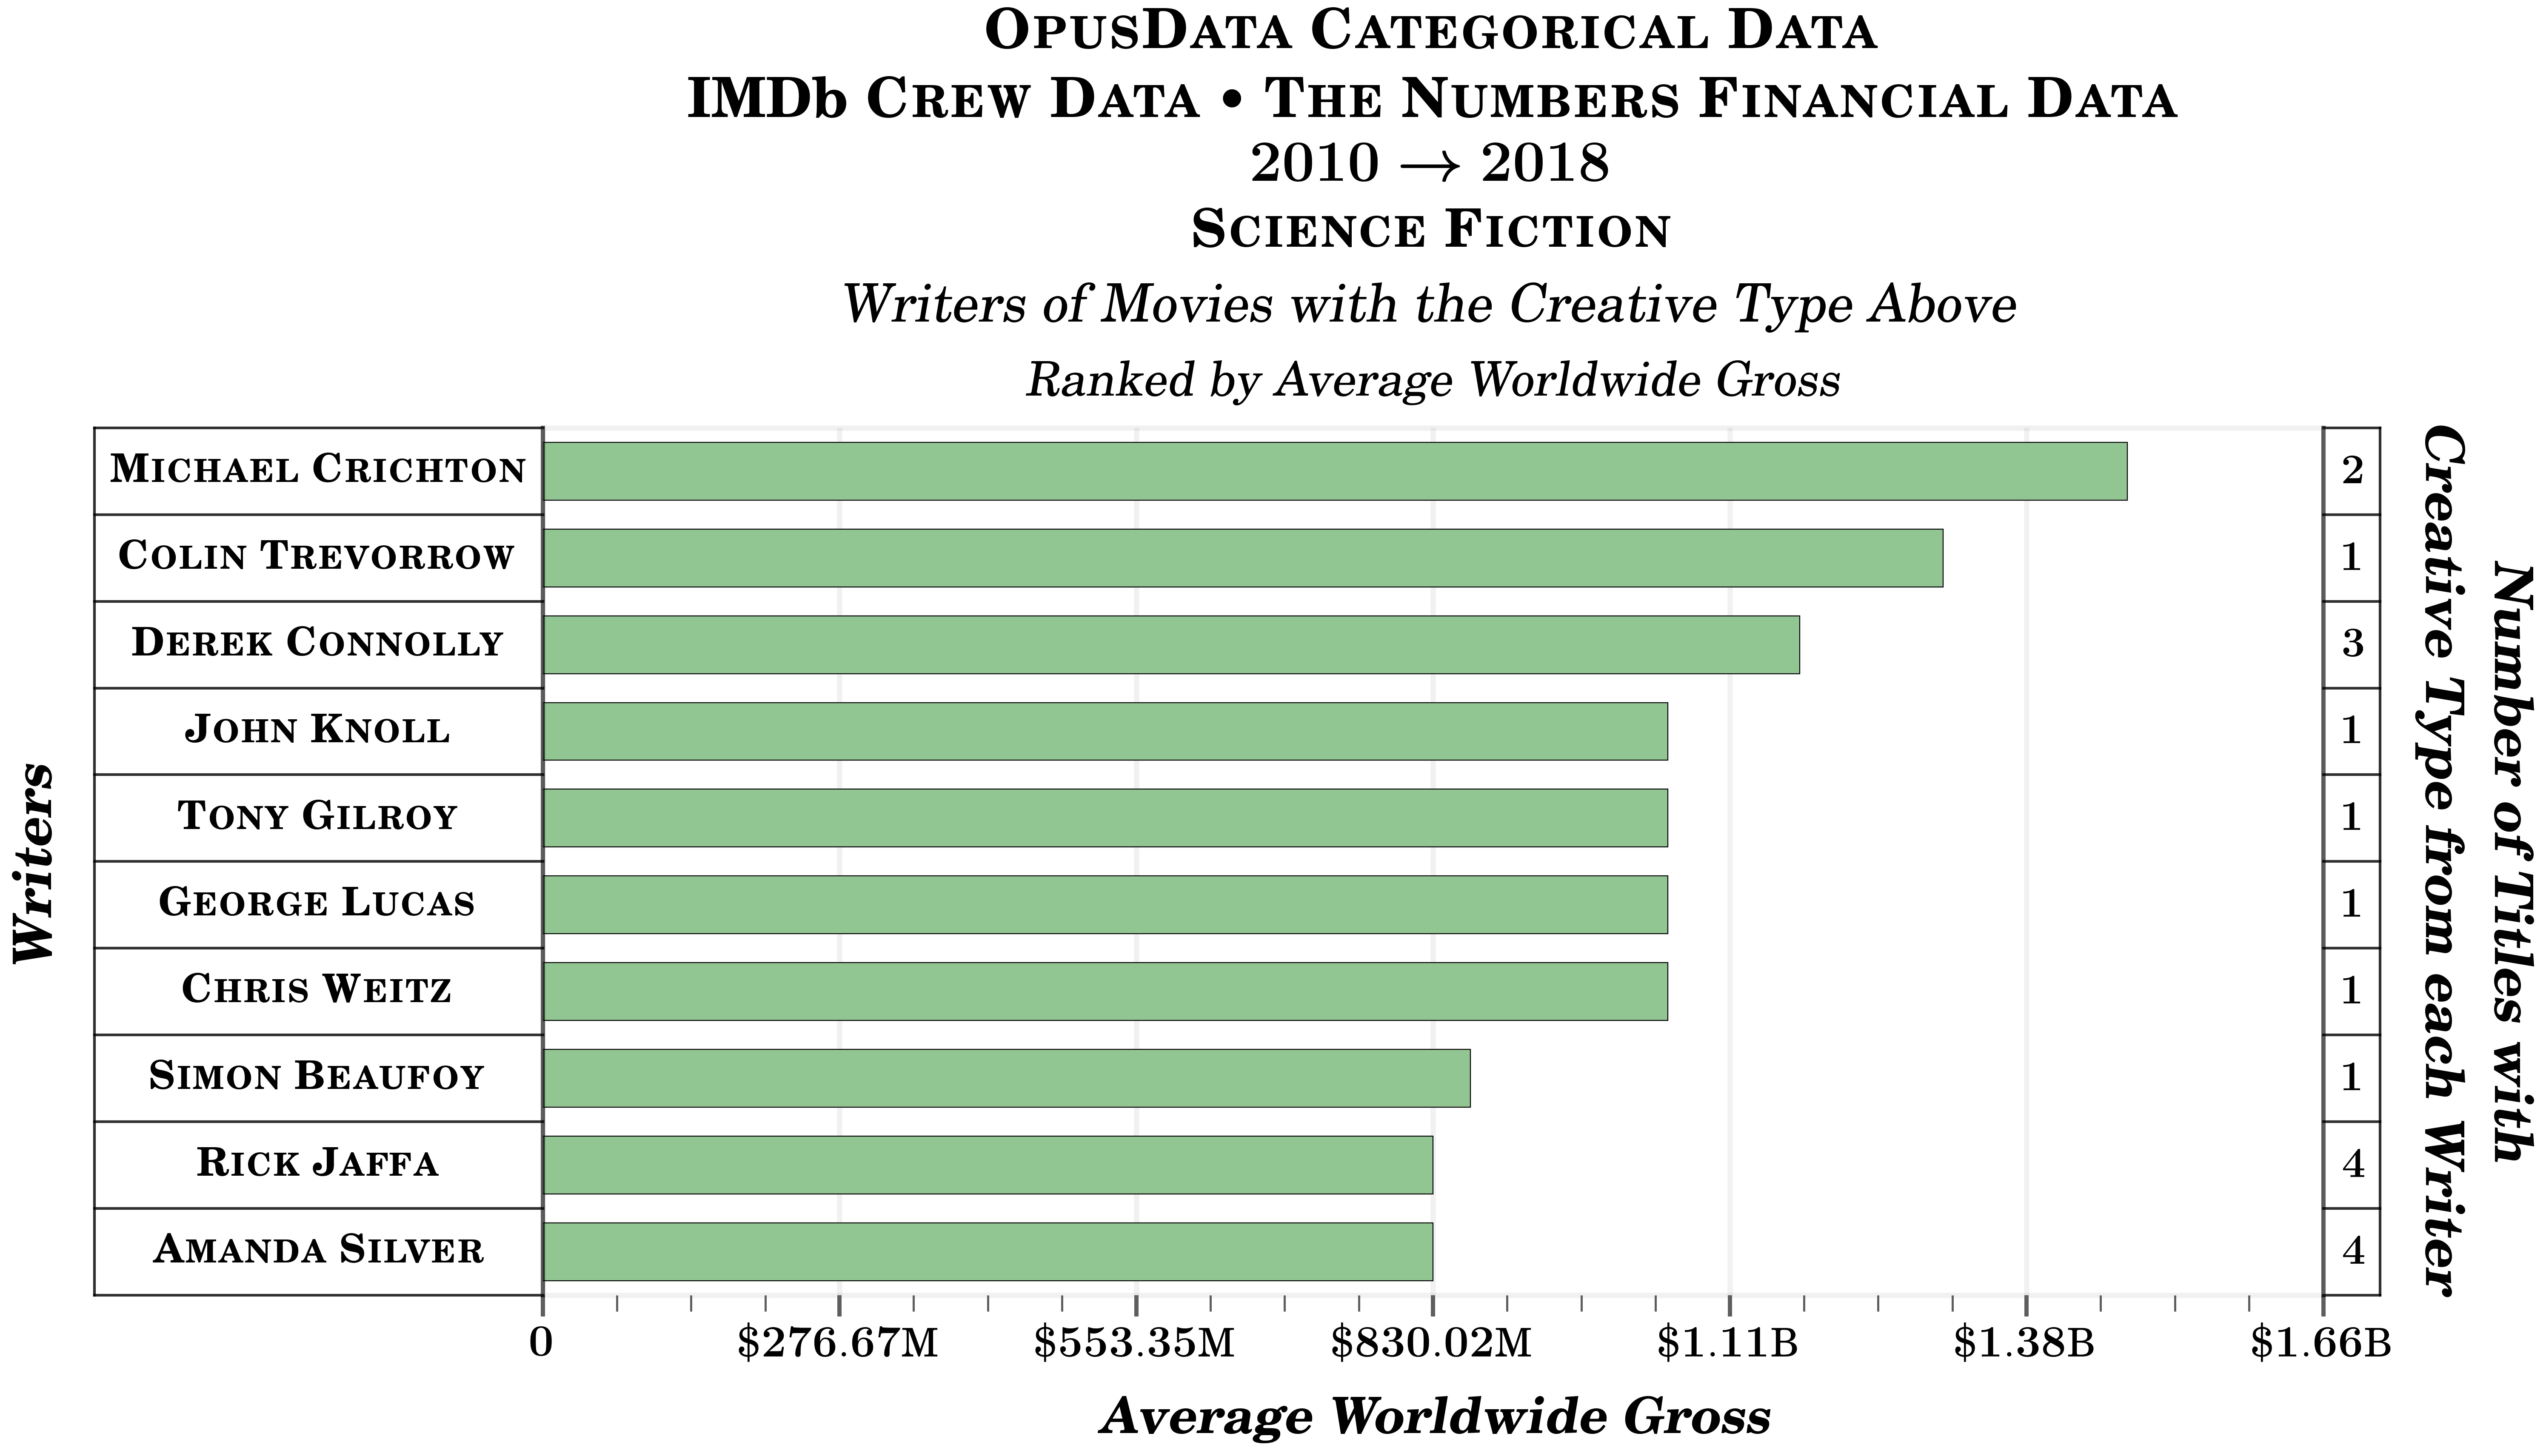 OpusData Categorical Data
IMDb Crew Data • The Numbers Financial Data
2010 → 2018
Science Fiction
Writers of Movies with the Creative Type Above
Ranked by Average Worldwide Gross
Writers
Michael Crichton 2
Colin Trevorrow 1
Derek Connolly 3
John Knoll 1
Tony Gilroy 1
George Lucas 1
Chris Weitz 1
Simon Beaufoy 1
Rick Jaffa 4
Amanda Silver 4
Number of Titles with
Creative Type from each Writer
0 $276.67M $553.35M $830.02M $1.11B $1.38B $1.66B
Average Worldwide Gross